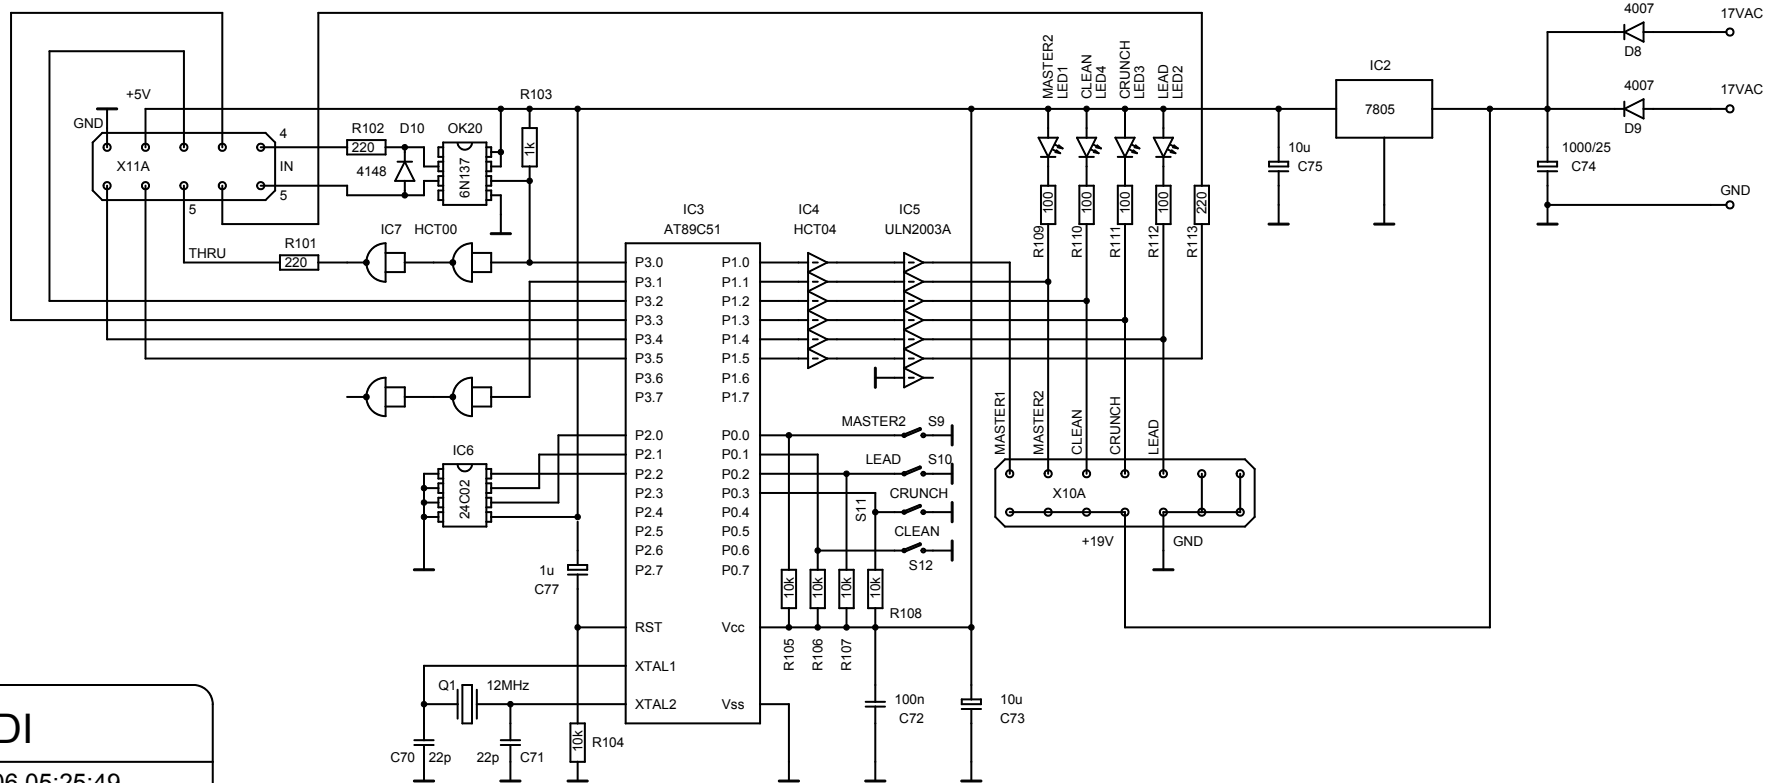 4007
17VAC
D8
IC2
4007
17VAC
7805
D9
MASTER2
LED1
CLEAN
LED4
CRUNCH
LED3
LEAD
LED2
+5V
GND
R103
1k
X11A
4
IN
5
5
R102
220
D10
4148
OK20
6N137
10u
C75
1000/25
C74
GND
100
100
100
100
220
R109
R110
R111
R112
R113
THRU
R101
220
IC7 HCT00
IC3
AT89C51
IC4
HCT04
IC5
ULN2003A
P3.0
P3.1
P3.2
P3.3
P3.4
P3.5
P3.6
P3.7
P2.0
P2.1
P2.2
P2.3
P2.4
P2.5
P2.6
P2.7
RST
XTAL1
XTAL2
P1.0
P1.1
P1.2
P1.3
P1.4
P1.5
P1.6
P1.7
P0.0
P0.1
P0.2
P0.3
P0.4
P0.5
P0.6
P0.7
Vcc
Vss
IC6
24C02
MASTER2 S9
LEAD S10
CRUNCH
S11
CLEAN
S12
MASTER1
MASTER2
CLEAN
CRUNCH
LEAD
X10A
+19V
GND
1u
C77
10k
10k
10k
10k
R105
R106
R107
R108
Q1 12MHz
C70 22p
22p C71
10k
R104
100n
C72
10u
C73
DI
06 05:25:49